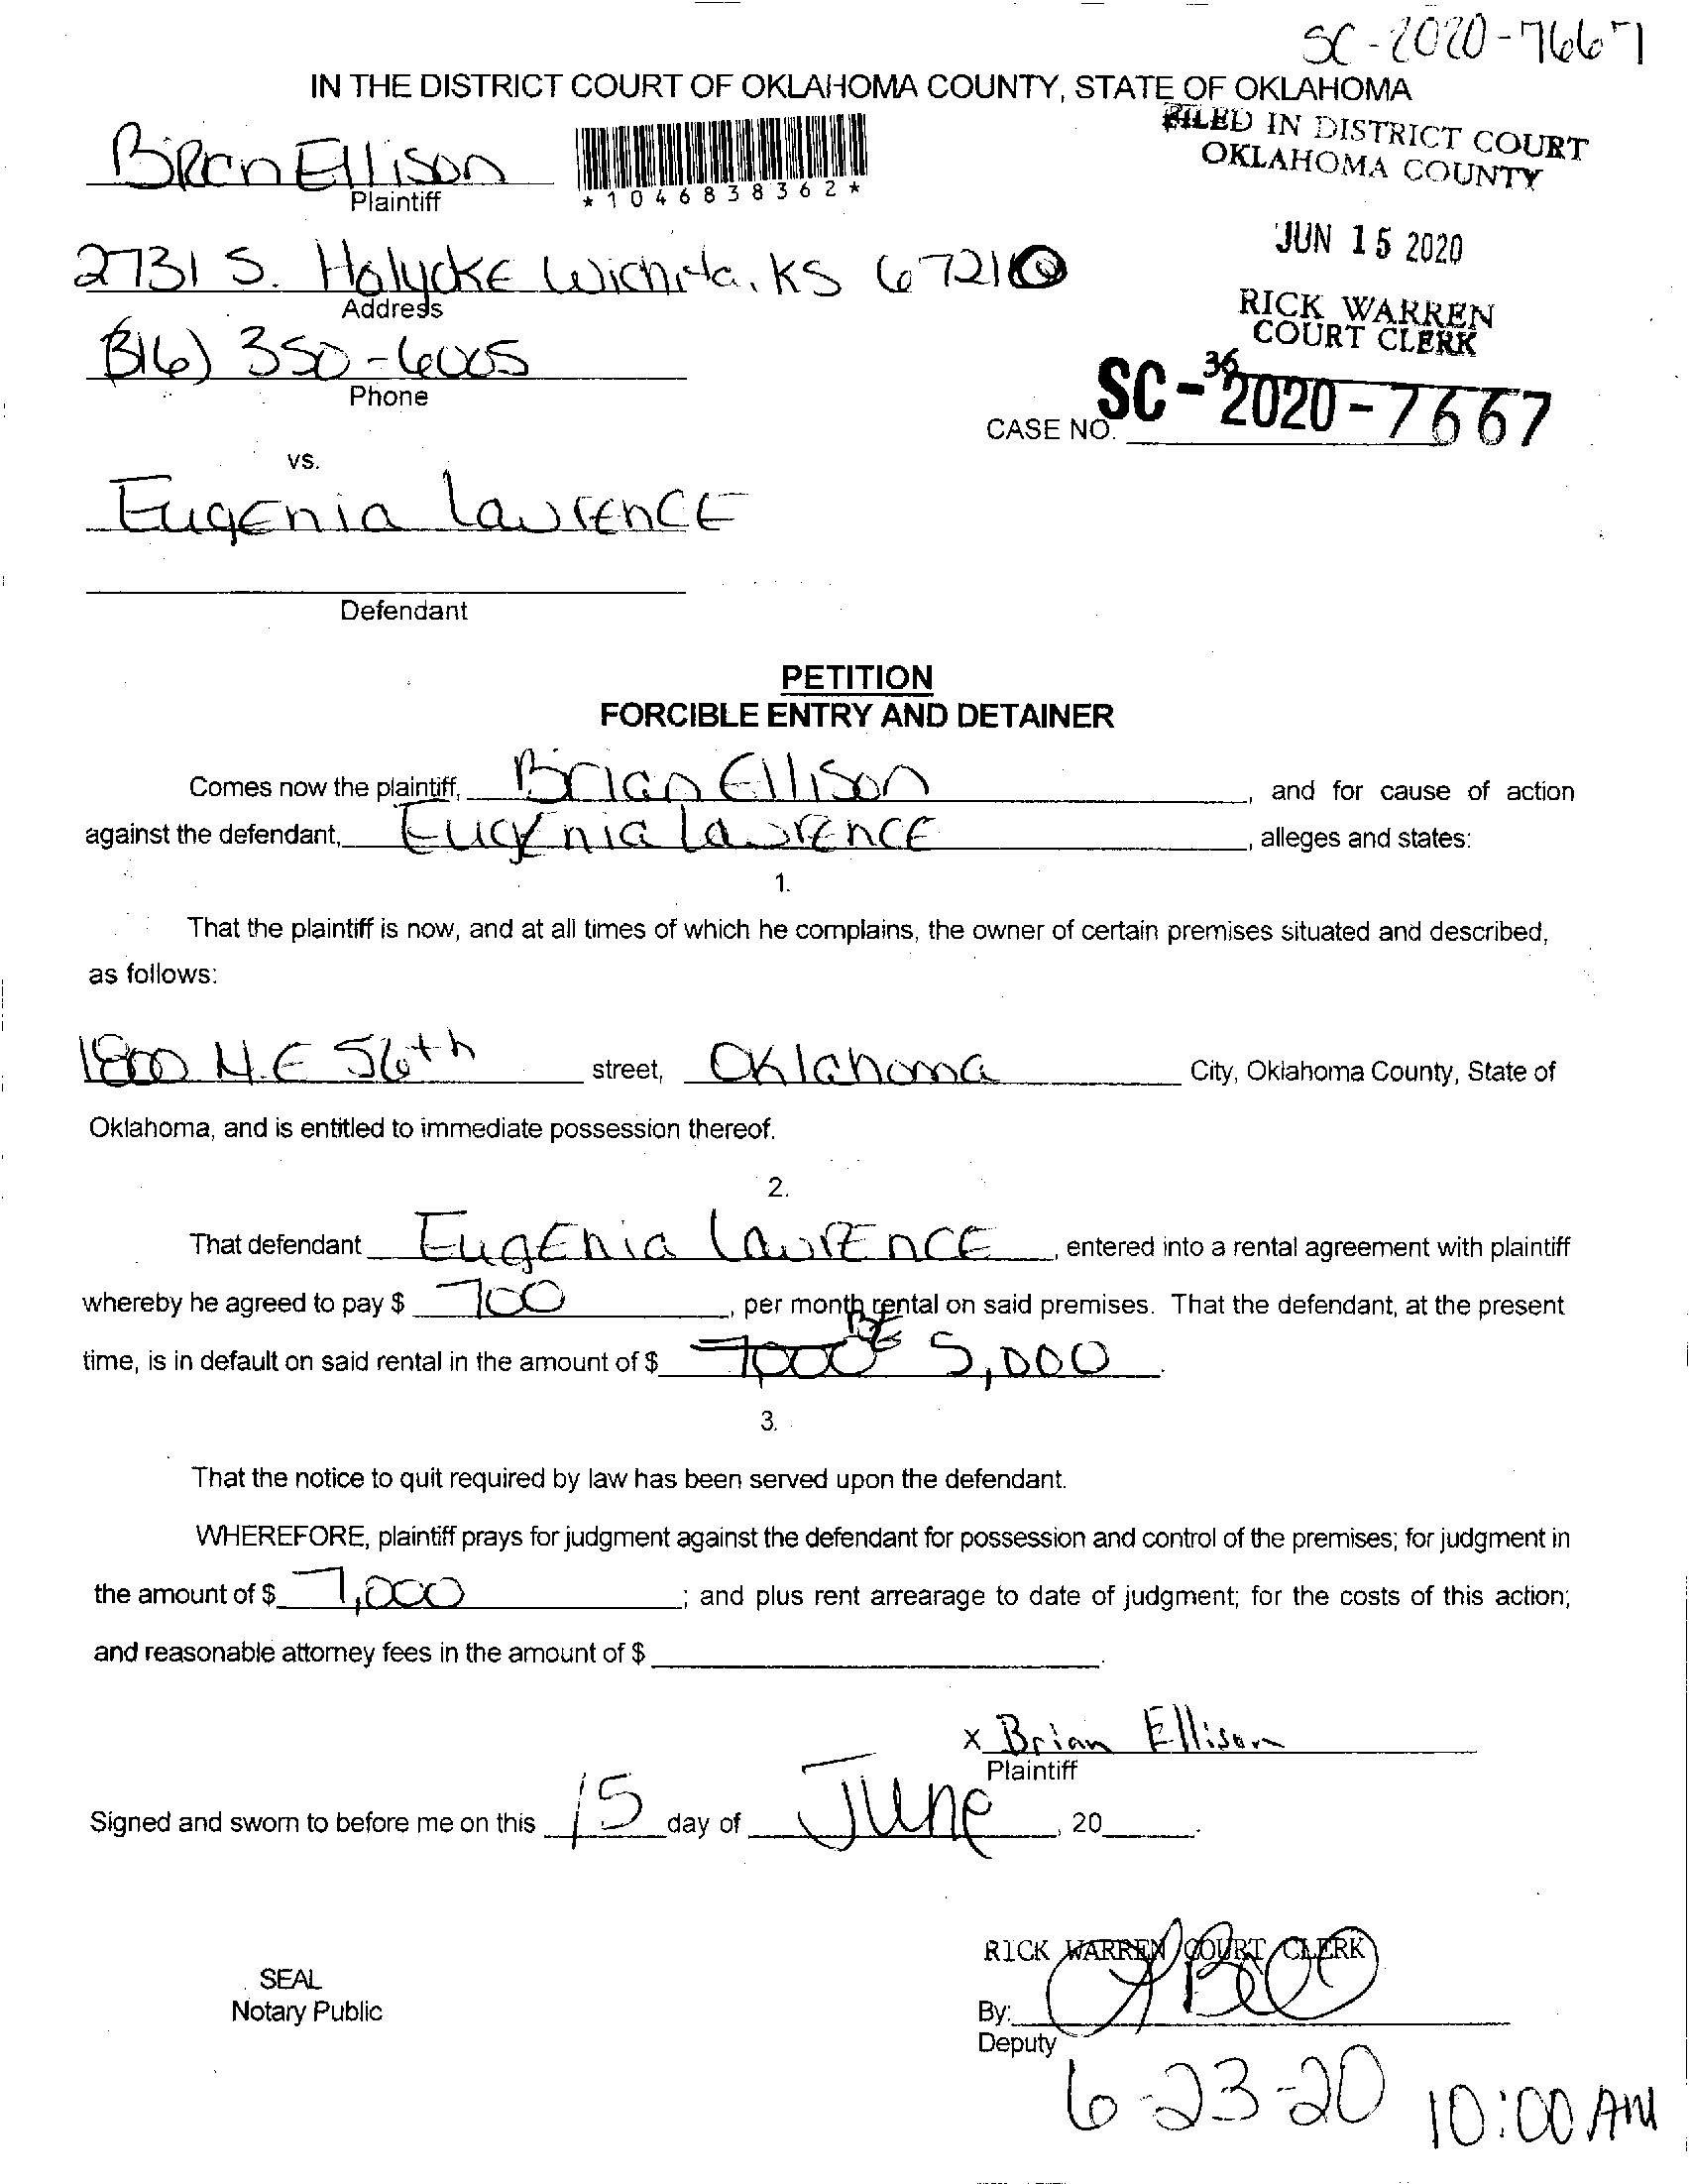 SC-2020-7667
IN THE DISTRICT COURT OF OKLAHOMA COUNTY, STATE OF OKLAHOMA
FILED IN DISTRICT COURT
OKLAHOMA COUNTY
Brian Ellison
Plaintiff
*1046838362*
JUN 15 2020
2731 S. Holycke Wichita, KS 67210
Address
RICK WARREN
COURT CLERK
(316) 350-6005
Phone
36
CASE NO. SC-2020-7667
vs.
Eugenia Lawrence
Defendant
PETITION
FORCIBLE ENTRY AND DETAINER
Comes now the plaintiff, Brian Ellison, and for cause of action
against the defendant, Eugenia Lawrence, alleges and states:
1.
That the plaintiff is now, and at all times of which he complains, the owner of certain premises situated and described,
as follows:
1800 N.E 56th street, Oklahoma City, Oklahoma County, State of
Oklahoma, and is entitled to immediate possession thereof.
2.
That defendant Eugenia Lawrence, entered into a rental agreement with plaintiff
whereby he agreed to pay $ 700, per month rental on said premises. That the defendant, at the present
time, is in default on said rental in the amount of $ 7000 BE 5,000.
3.
That the notice to quit required by law has been served upon the defendant.
WHEREFORE, plaintiff prays for judgment against the defendant for possession and control of the premises; for judgment in
the amount of $ 7,000; and plus rent arrearage to date of judgment; for the costs of this action;
and reasonable attorney fees in the amount of $ .
x Brian Ellison
Plaintiff
Signed and sworn to before me on this 15 day of June, 20 .
RICK WARREN COURT CLERK
SEAL
Notary Public
By:
Deputy
6-23-20 10:00 AM